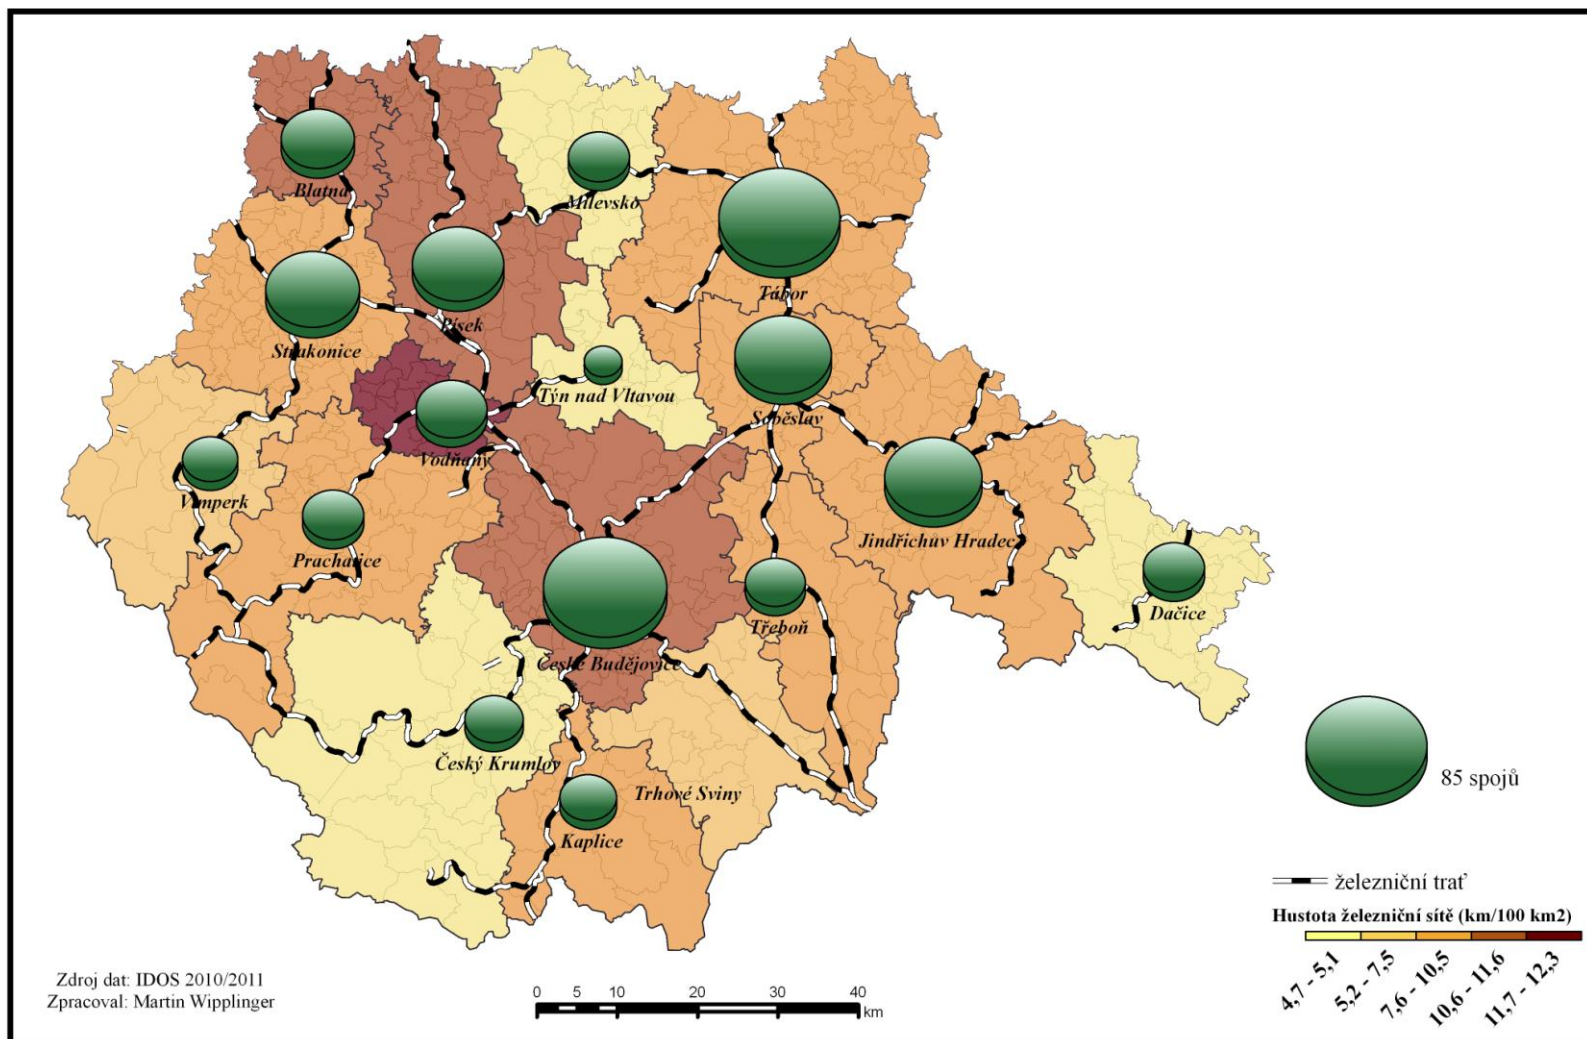 Blatná
Milevsko
Tábor
Písek
Strakonice
Týn nad Vltavou
Soběslav
Vodňany
Vimperk
Jindřichův Hradec
Prachatice
Dačice
Třeboň
České Budějovice
Český Krumlov
Trhové Sviny
Kaplice
85 spojů
železniční trať
Hustota železniční sítě (km/100 km2)
4,7 - 5,1
5,2 - 7,5
7,6 - 10,5
10,6 - 11,6
11,7 - 12,3
Zdroj dat: IDOS 2010/2011
Zpracoval: Martin Wipplinger
0 5 10 20 30 40
km